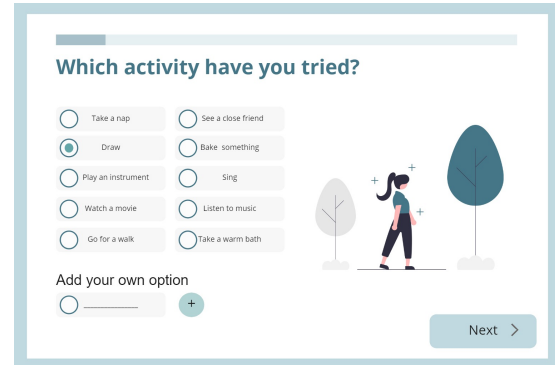 Which activity have you tried?
Take a nap
See a close friend
Draw
Bake something
Play an instrument
Sing
Watch a movie
Listen to music
Go for a walk
Take a warm bath
Add your own option
+
Next